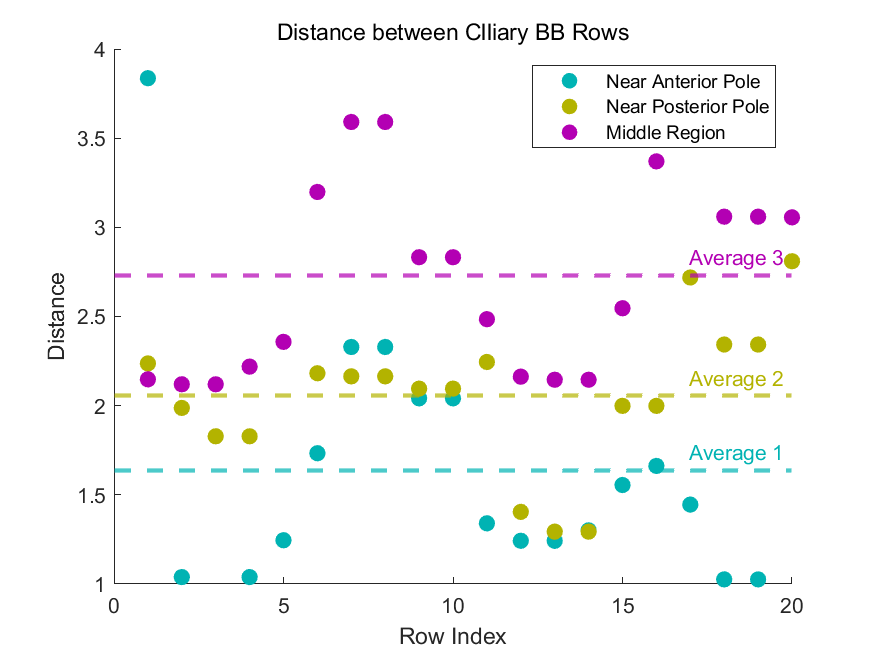 Distance between CIliary BB Rows
Near Anterior Pole
Near Posterior Pole
Middle Region
4
3.5
3
2.5
2
1.5
1
Distance
Average 3
Average 2
Average 1
0
5
10
15
20
Row Index